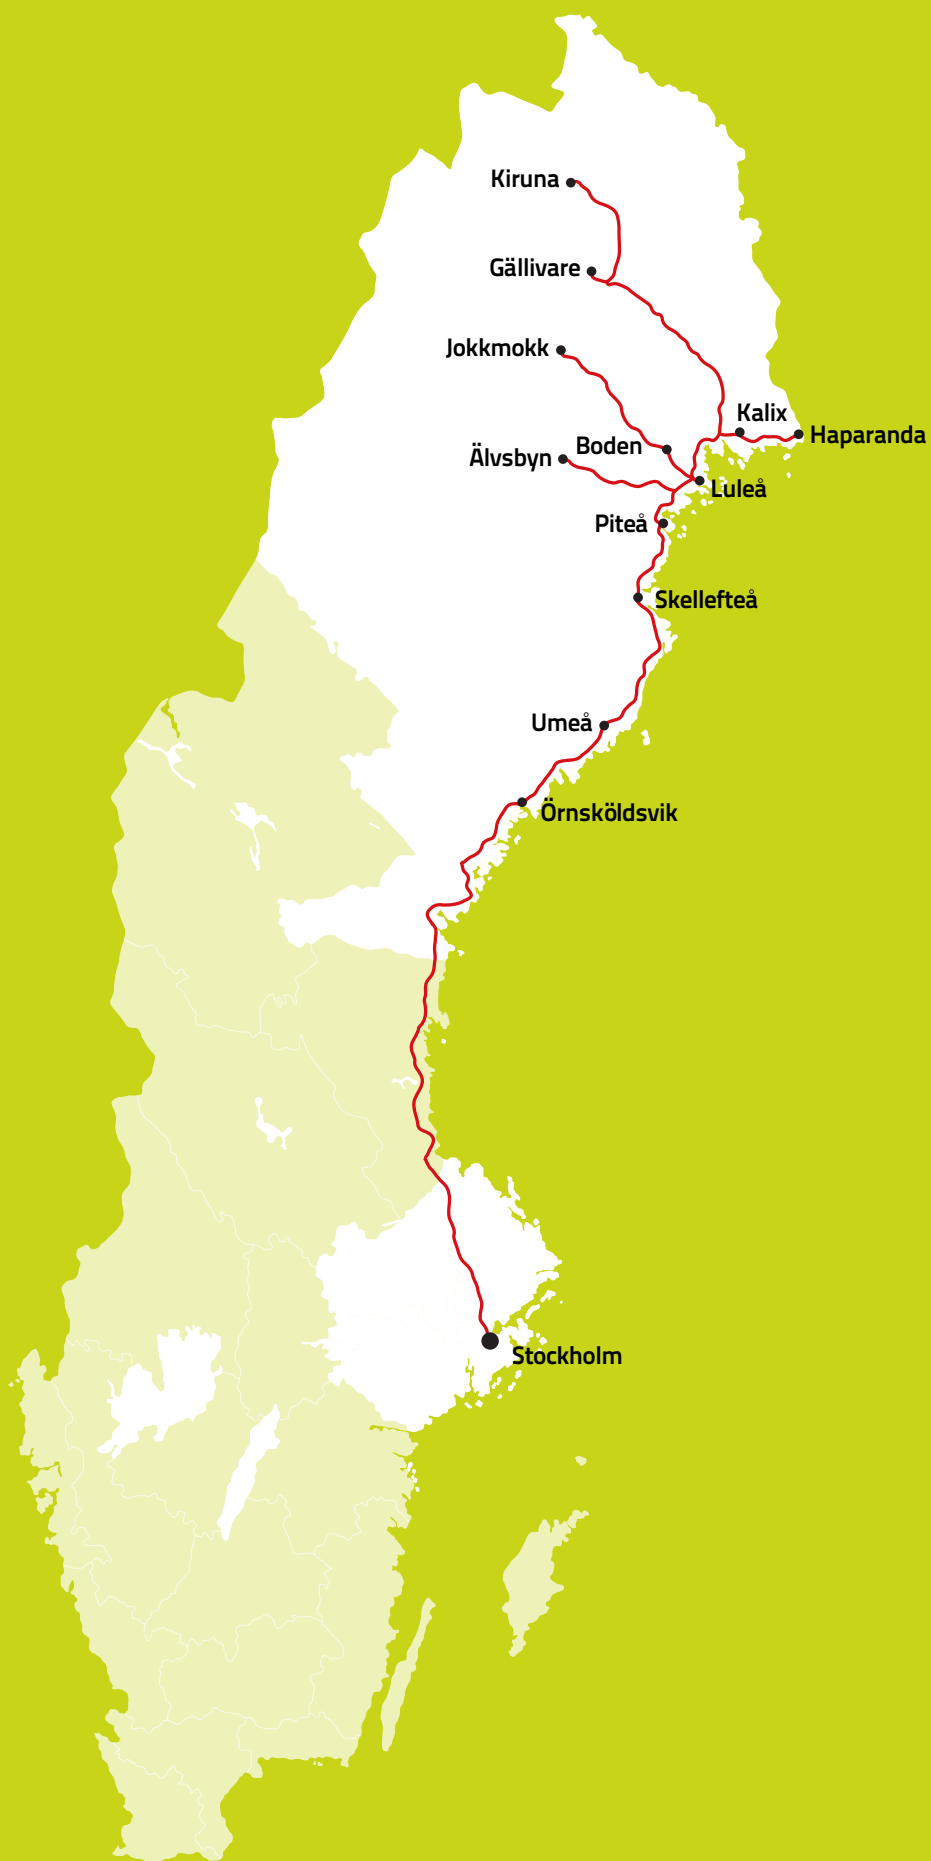 Kiruna
Gällivare
Jokkmokk
Kalix
Haparanda
Boden
Älvsbyn
Luleå
Piteå
Skellefteå
Umeå
Örnsköldsvik
Stockholm